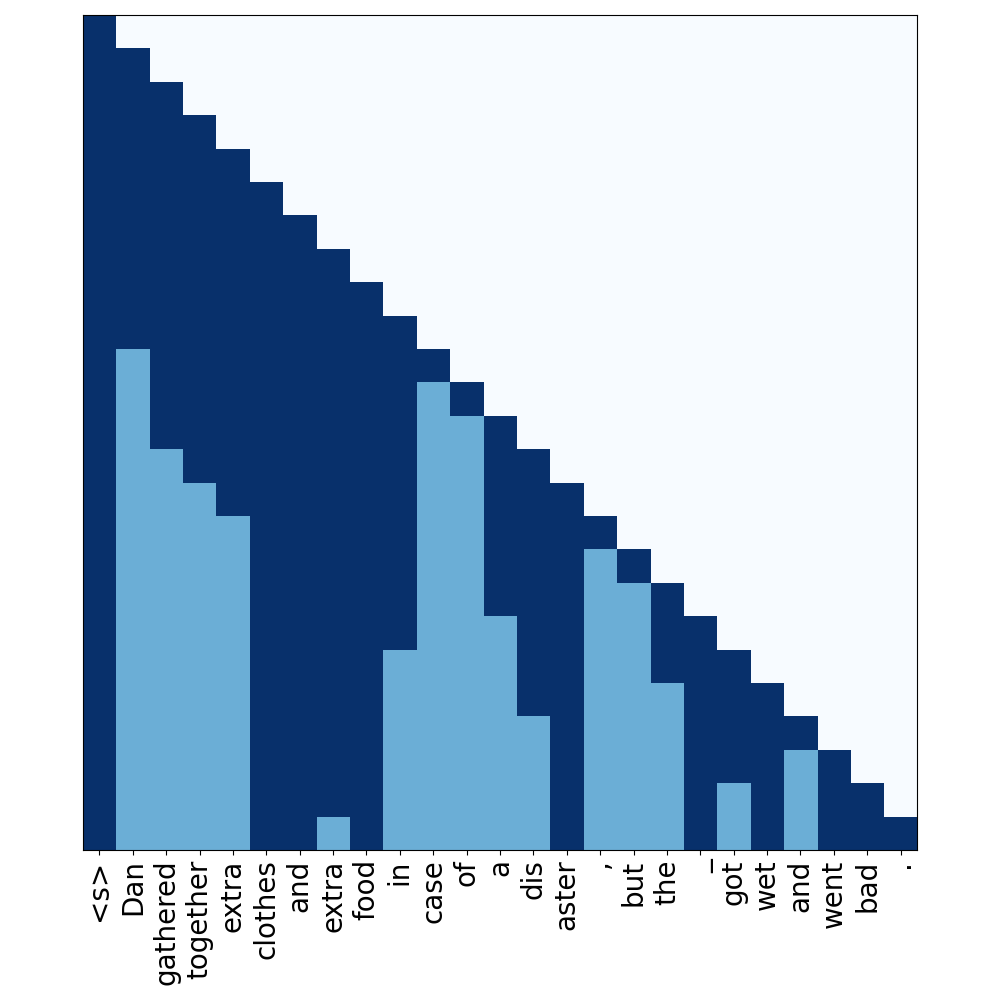 <s>
Dan
gathered
together
extra
clothes
and
extra
food
in
case
of
a
dis
aster
,
but
the
_
got
wet
and
went
bad
.